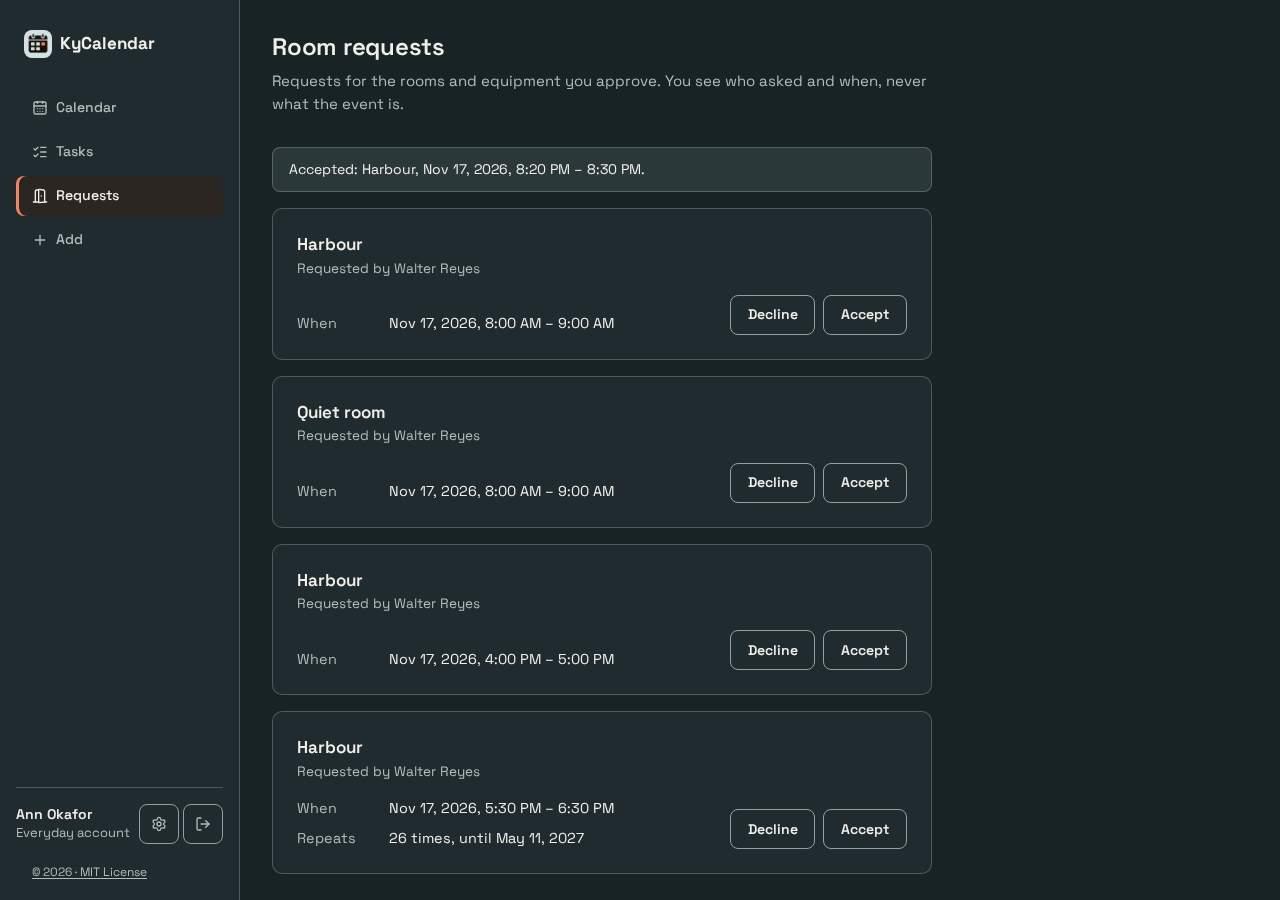 KyCalendar
Calendar
Tasks
Requests
Add
Ann Okafor
Everyday account
© 2026 · MIT License
Room requests
Requests for the rooms and equipment you approve. You see who asked and when, never
what the event is.
Accepted: Harbour, Nov 17, 2026, 8:20 PM – 8:30 PM.
Harbour
Requested by Walter Reyes
When Nov 17, 2026, 8:00 AM – 9:00 AM
Decline Accept
Quiet room
Requested by Walter Reyes
When Nov 17, 2026, 8:00 AM – 9:00 AM
Decline Accept
Harbour
Requested by Walter Reyes
When Nov 17, 2026, 4:00 PM – 5:00 PM
Decline Accept
Harbour
Requested by Walter Reyes
When Nov 17, 2026, 5:30 PM – 6:30 PM
Repeats 26 times, until May 11, 2027
Decline Accept